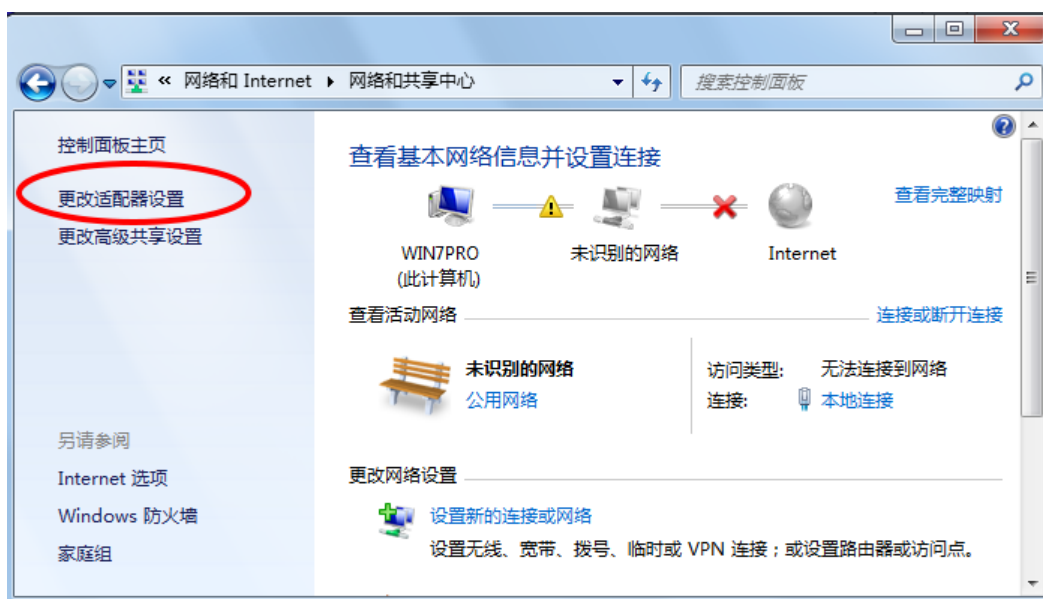 « 网络和 Internet ▸ 网络和共享中心
搜索控制面板
控制面板主页
更改适配器设置
更改高级共享设置
另请参阅
Internet 选项
Windows 防火墙
家庭组
查看基本网络信息并设置连接
查看完整映射
WIN7PRO
(此计算机)
未识别的网络
Internet
查看活动网络
连接或断开连接
未识别的网络
公用网络
访问类型: 无法连接到网络
连接: 本地连接
更改网络设置
设置新的连接或网络
设置无线、宽带、拨号、临时或 VPN 连接；或设置路由器或访问点。